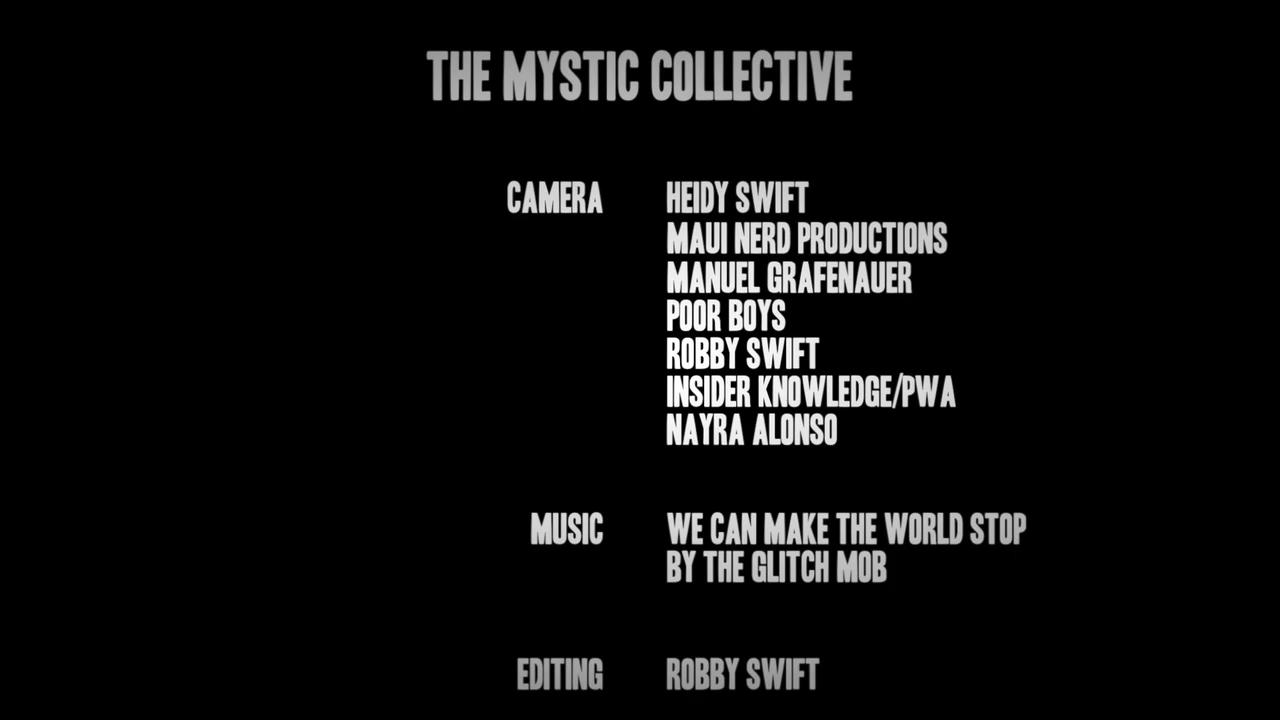 THE MYSTIC COLLECTIVE
CAMERA HEIDY SWIFT
MAUI NERD PRODUCTIONS
MANUEL GRAFENAUER
POOR BOYS
ROBBY SWIFT
INSIDER KNOWLEDGE/PWA
NAYRA ALONSO
MUSIC WE CAN MAKE THE WORLD STOP
BY THE GLITCH MOB
EDITING ROBBY SWIFT